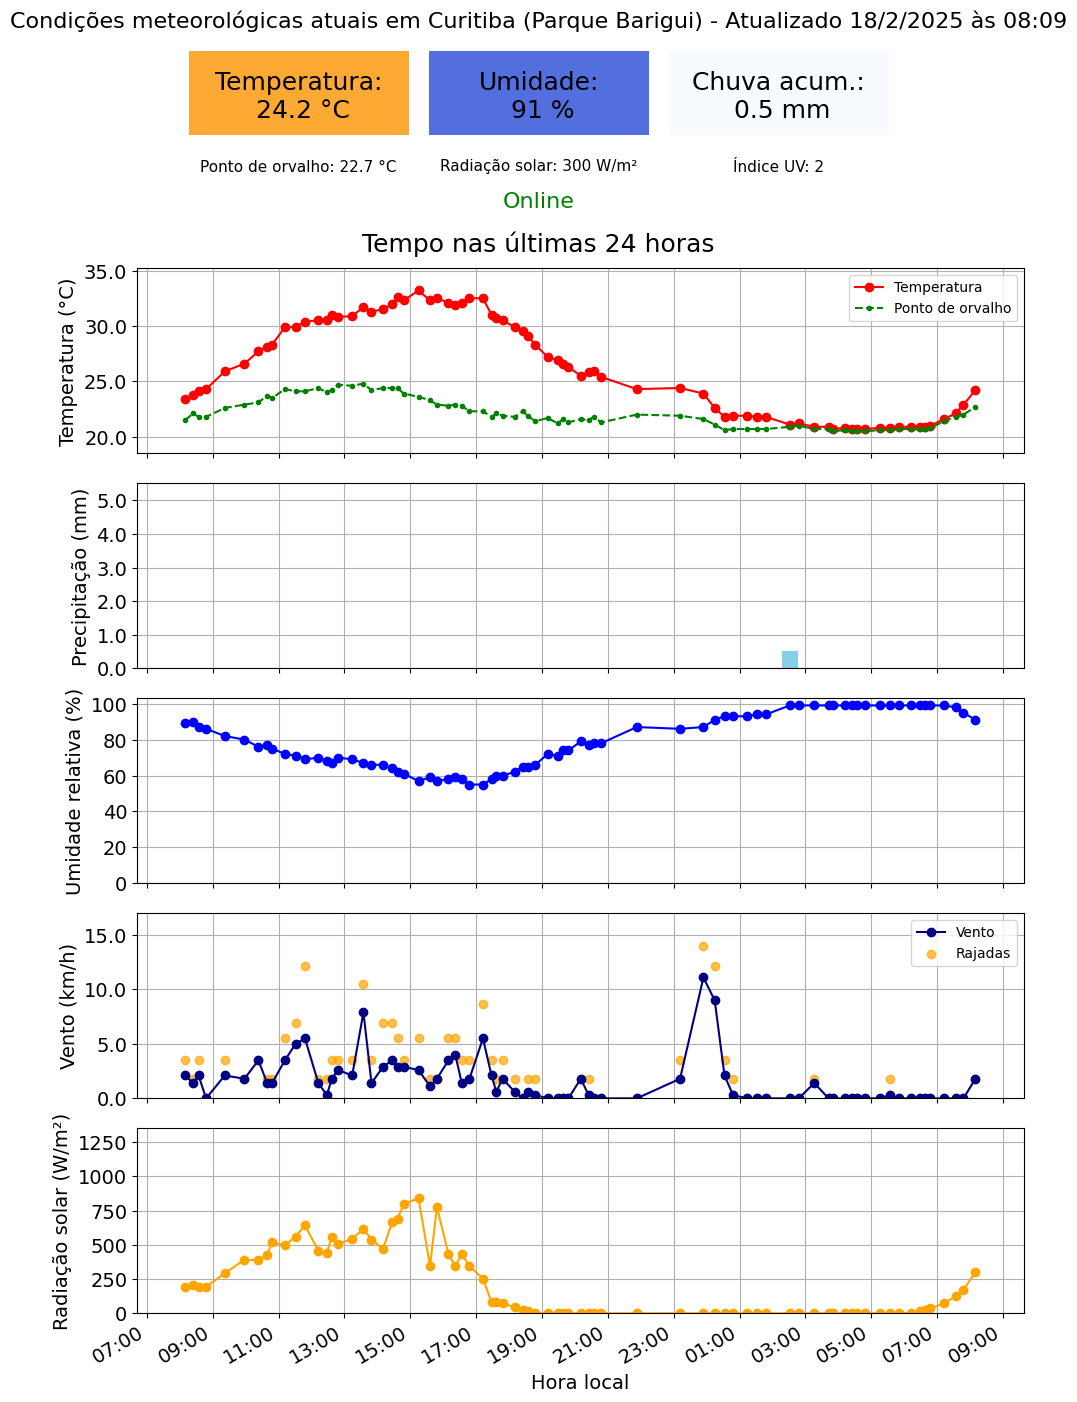 Condições meteorológicas atuais em Curitiba (Parque Barigui) - Atualizado 18/2/2025 às 08:09
Temperatura:
24.2 °C
Umidade:
91 %
Chuva acum.:
0.5 mm
Ponto de orvalho: 22.7 °C
Radiação solar: 300 W/m²
Índice UV: 2
Online
Tempo nas últimas 24 horas
Temperatura (°C)
35.0
30.0
25.0
20.0
Temperatura
Ponto de orvalho
Precipitação (mm)
5.0
4.0
3.0
2.0
1.0
0.0
Umidade relativa (%)
100
80
60
40
20
0
Vento (km/h)
15.0
10.0
5.0
0.0
Vento
Rajadas
Radiação solar (W/m²)
1250
1000
750
500
250
0
07:00 09:00 11:00 13:00 15:00 17:00 19:00 21:00 23:00 01:00 03:00 05:00 07:00 09:00
Hora local